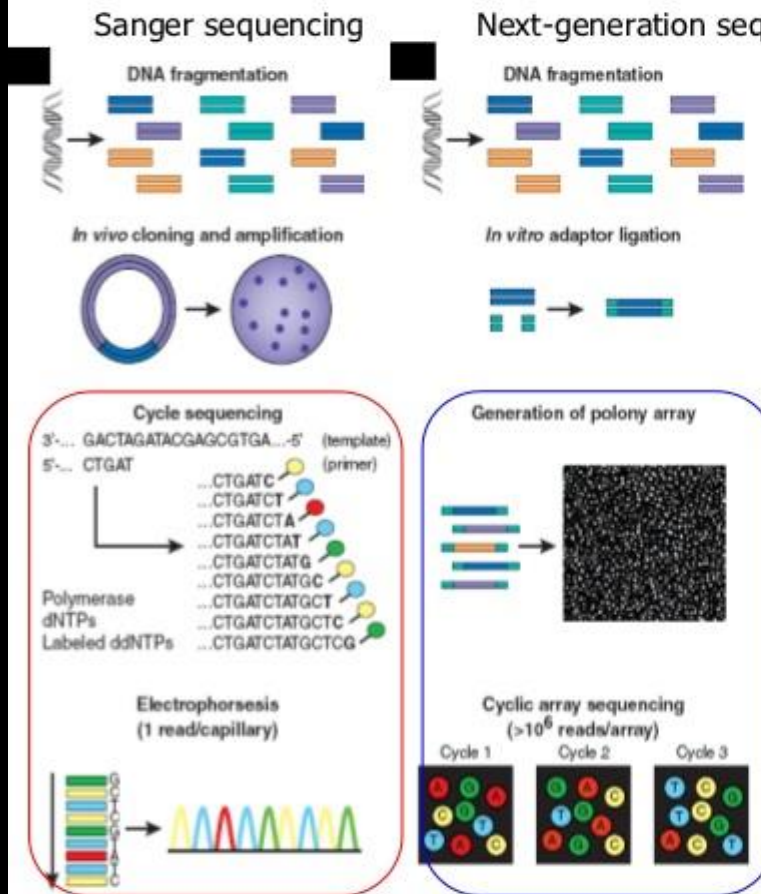 Sanger sequencing
DNA fragmentation
In vivo cloning and amplification
Cycle sequencing
3'-... GACTAGATACGAGCGTGA...-5' (template)
5'-... CTGAT (primer)
...CTGATC
...CTGATCT
...CTGATCTA
...CTGATCTAT
...CTGATCTATG
...CTGATCTATGC
...CTGATCTATGCT
...CTGATCTATGCTC
...CTGATCTATGCTCG
Polymerase
dNTPs
Labeled ddNTPs
Electrophorsesis
(1 read/capillary)
G
C
T
C
G
T
A
T
C
Next-generation seq
DNA fragmentation
In vitro adaptor ligation
Generation of polony array
Cyclic array sequencing
(>10⁶ reads/array)
Cycle 1
A G A
C G T
T A C
Cycle 2
G A C
T G A
A G C
Cycle 3
T C G
T C G
A G C T